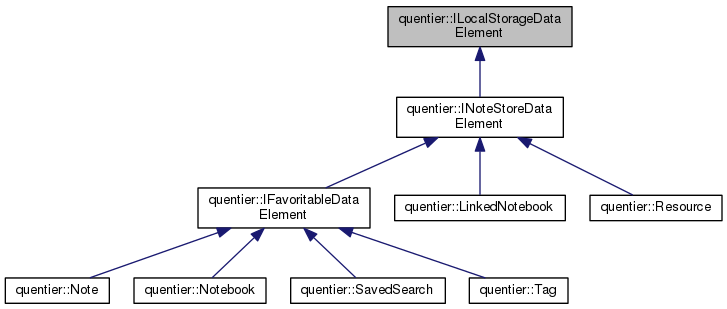 quentier::ILocalStorageData
Element
quentier::INoteStoreData
Element
quentier::IFavoritableData
Element
quentier::LinkedNotebook
quentier::Resource
quentier::Note
quentier::Notebook
quentier::SavedSearch
quentier::Tag